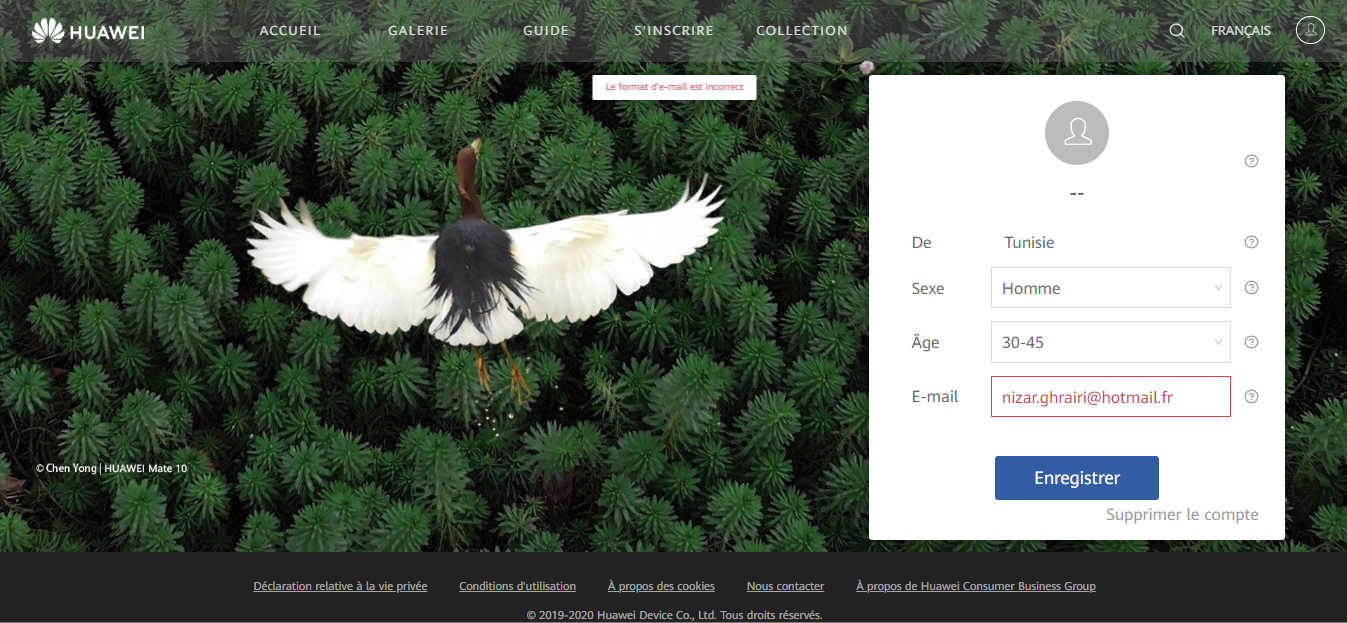 HUAWEI
ACCUEIL GALERIE GUIDE S'INSCRIRE COLLECTION FRANÇAIS
Le format d'e-mail est incorrect
--
De Tunisie
Sexe Homme
Âge 30-45
E-mail nizar.ghrairi@hotmail.fr
© Chen Yong | HUAWEI Mate 10
Enregistrer
Supprimer le compte
Déclaration relative à la vie privée Conditions d'utilisation À propos des cookies Nous contacter À propos de Huawei Consumer Business Group
© 2019-2020 Huawei Device Co., Ltd. Tous droits réservés.